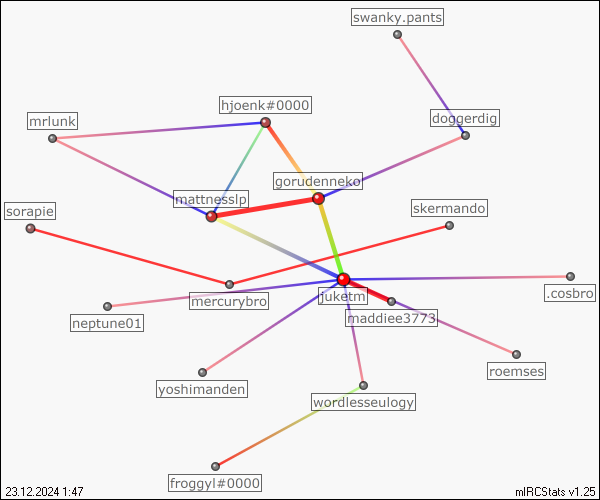 swanky.pants
hjoenk#0000
mrlunk
doggerdig
gorudenneko
mattnesslp
sorapie
skermando
mercurybro
juketm
.cosbro
neptune01
maddiee3773
yoshimanden
roemses
wordlesseulogy
froggyl#0000
23.12.2024 1:47
mIRCStats v1.25